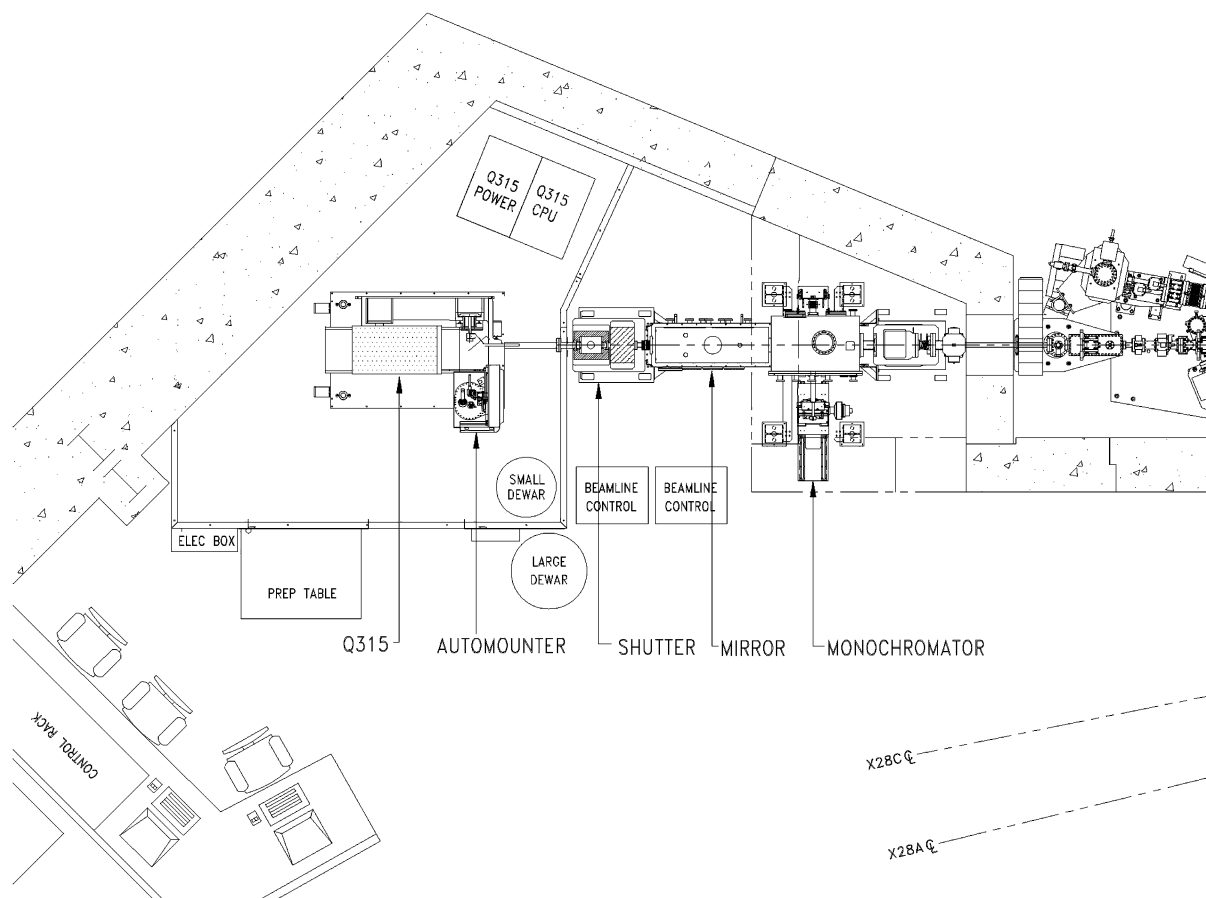 Q315
POWER
Q315
CPU
SMALL
DEWAR
BEAMLINE
CONTROL
BEAMLINE
CONTROL
ELEC BOX
LARGE
DEWAR
PREP TABLE
Q315
AUTOMOUNTER
SHUTTER
MIRROR
MONOCHROMATOR
CONTROL RACK
X28C ℄
X28A ℄